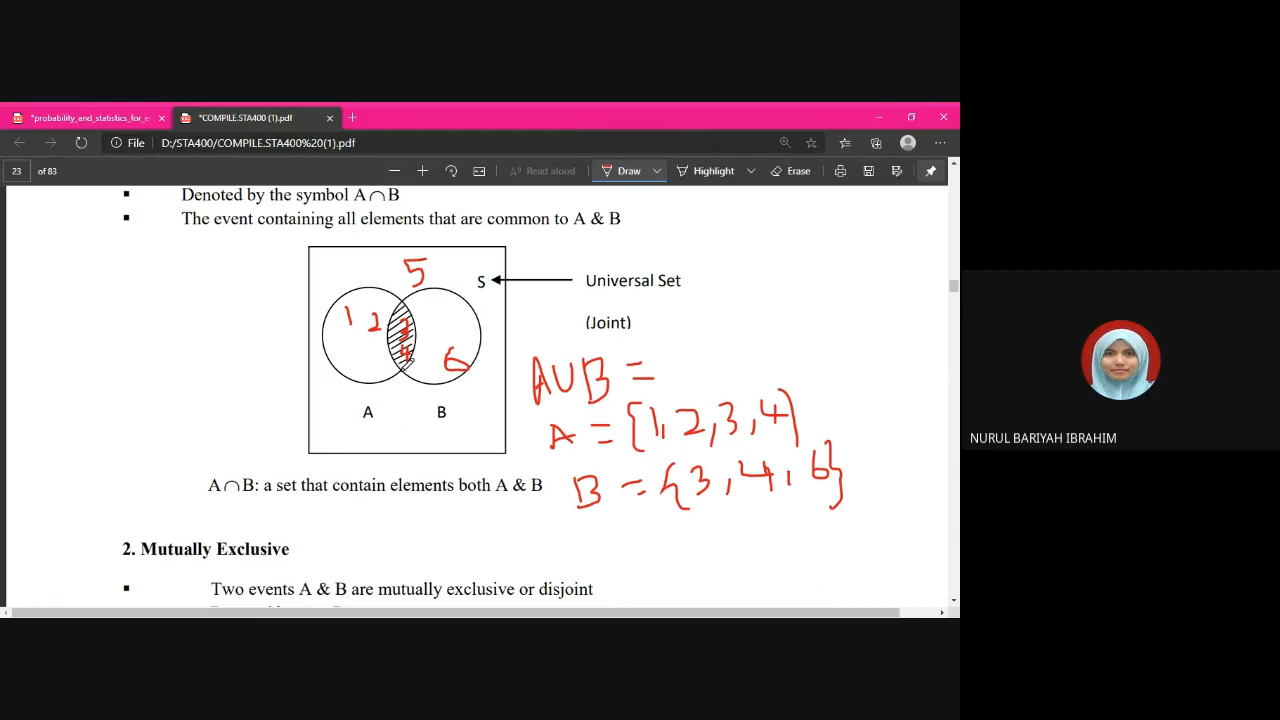 *probability_and_statistics_for_e
*COMPILE.STA400 (1).pdf
File D:/STA400/COMPILE.STA400%20(1).pdf
23 of 83 Read aloud Draw Highlight Erase
Denoted by the symbol A∩B
The event containing all elements that are common to A & B
5
S
Universal Set
1 2 3 4 6
(Joint)
A B
A∪B =
A = {1,2,3,4)
B = {3,4,6}
A∩B: a set that contain elements both A & B
2. Mutually Exclusive
Two events A & B are mutually exclusive or disjoint
NURUL BARIYAH IBRAHIM